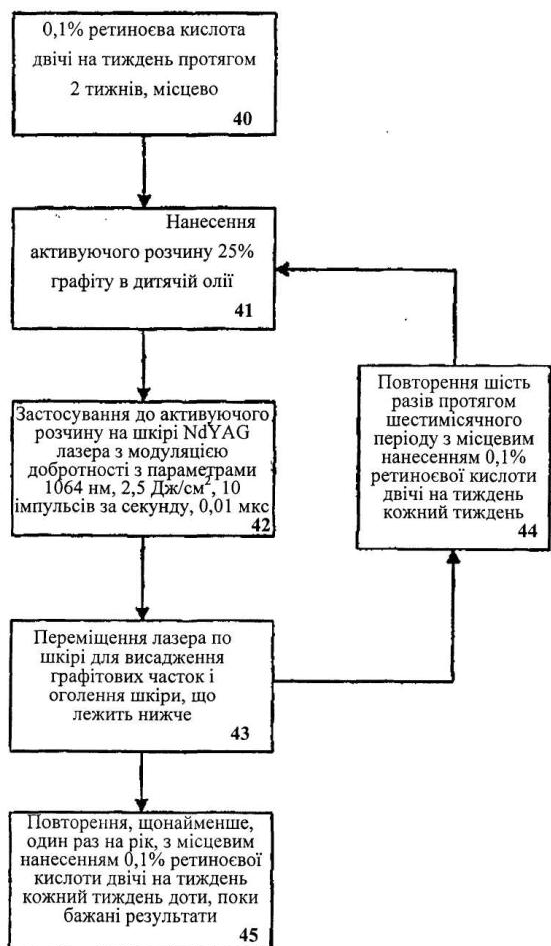 0,1% ретиноєва кислота
двічі на тиждень протягом
2 тижнів, місцево
40
Нанесення
активуючого розчину 25%
графіту в дитячій олії
41
Застосування до активуючого
розчину на шкірі NdYAG
лазера з модуляцією
добротності з параметрами
1064 нм, 2,5 Дж/см², 10
імпульсів за секунду, 0,01 мкс
42
Повторення шість
разів протягом
шестимісячного
періоду з місцевим
нанесенням 0,1%
ретиноєвої кислоти
двічі на тиждень
кожний тиждень
44
Переміщення лазера по
шкірі для висадження
графітових часток і
оголення шкіри, що
лежить нижче
43
Повторення, щонайменше,
один раз на рік, з місцевим
нанесенням 0,1% ретиноєвої
кислоти двічі на тиждень
кожний тиждень доти, поки
бажані результати
45